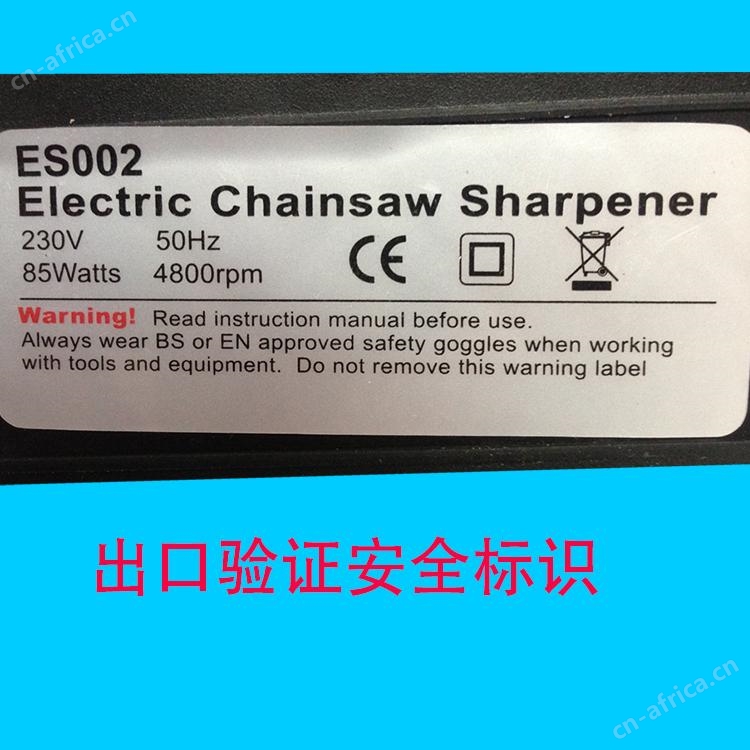 cn-africa.cn
ES002
Electric Chainsaw Sharpener
230V 50Hz
85Watts 4800rpm
CE
Warning! Read instruction manual before use.
Always wear BS or EN approved safety goggles when working
with tools and equipment. Do not remove this warning label
出口验证安全标识
cn-africa.cn